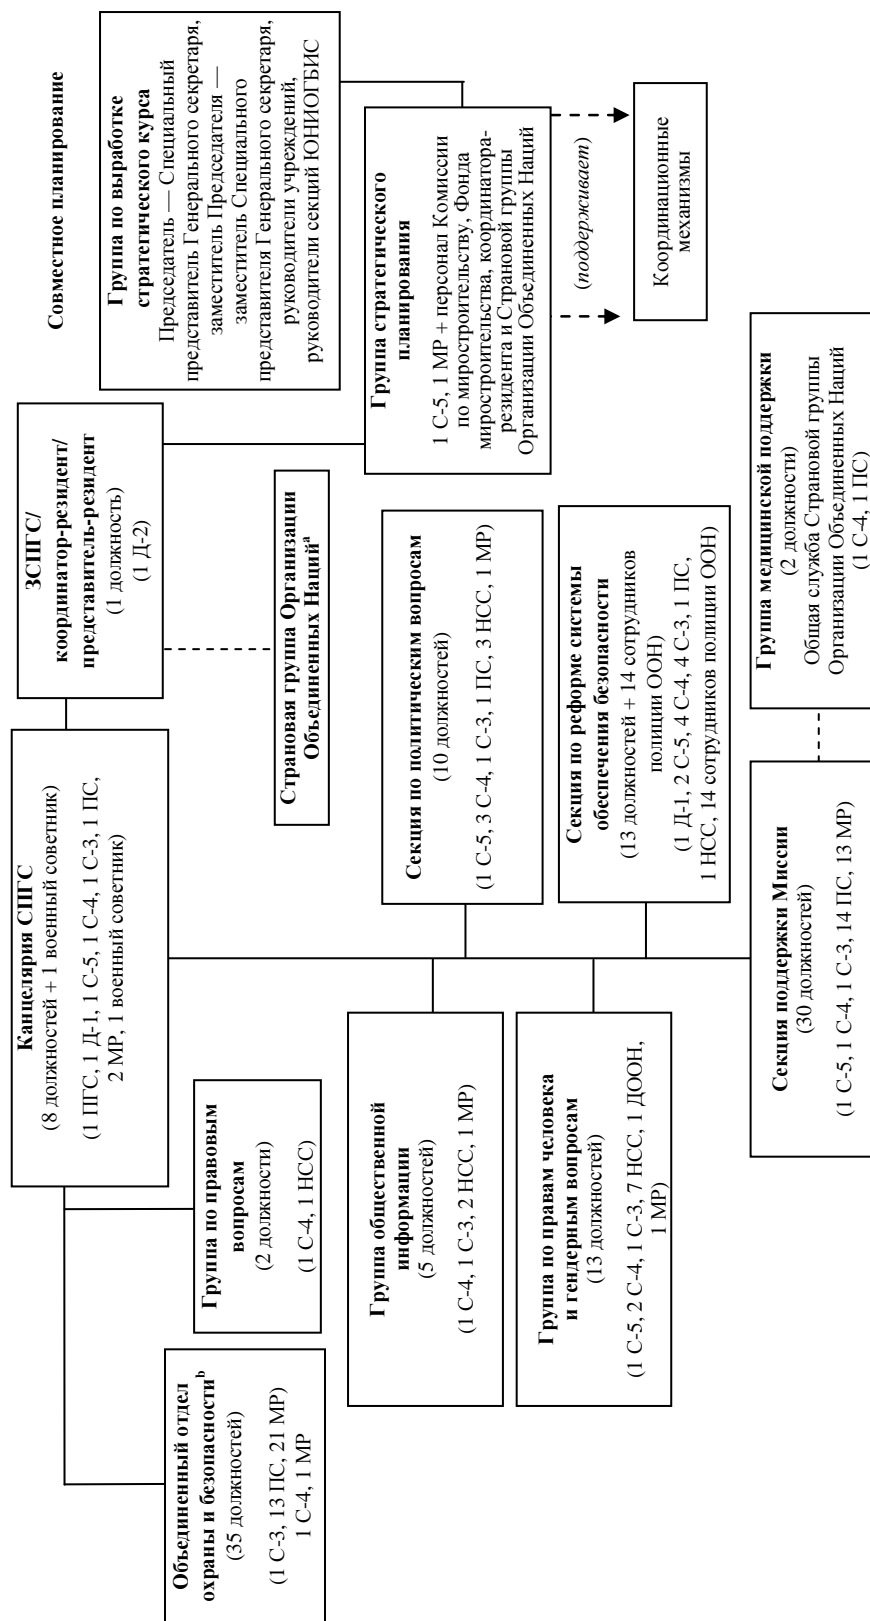 Совместное планирование
Канцелярия СПГС
(8 должностей + 1 военный советник)
(1 ПГС, 1 Д-1, 1 С-5, 1 С-4, 1 С-3, 1 ПС,
2 МР, 1 военный советник)
ЗСПГС/
координатор-резидент/
представитель-резидент
(1 должность)
(1 Д-2)
Группа по выработке
стратегического курса
Председатель — Специальный
представитель Генерального секретаря,
заместитель Председателя —
заместитель Специального
представителя Генерального секретаря,
руководители учреждений,
руководители секций ЮНИОГБИС
Объединенный отдел
охраны и безопасностиᵇ
(35 должностей)
(1 С-3, 13 ПС, 21 МР)
1 С-4, 1 МР
Группа по правовым
вопросам
(2 должности)
(1 С-4, 1 НСС)
Страновая группа Организации
Объединенных Нацийᵃ
Группа стратегического
планирования
1 С-5, 1 МР + персонал Комиссии
по миростроительству, Фонда
миростроительства, координатора-
резидента и Страновой группы
Организации Объединенных Наций
Группа общественной
информации
(5 должностей)
(1 С-4, 1 С-3, 2 НСС, 1 МР)
Секция по политическим вопросам
(10 должностей)
(1 С-5, 3 С-4, 1 С-3, 1 ПС, 3 НСС, 1 МР)
(поддерживает)
Группа по правам человека
и гендерным вопросам
(13 должностей)
(1 С-5, 2 С-4, 1 С-3, 7 НСС, 1 ДООН,
1 МР)
Секция по реформе системы
обеспечения безопасности
(13 должностей + 14 сотрудников
полиции ООН)
(1 Д-1, 2 С-5, 4 С-4, 4 С-3, 1 ПС,
1 НСС, 14 сотрудников полиции ООН)
Координационные
механизмы
Секция поддержки Миссии
(30 должностей)
(1 С-5, 1 С-4, 1 С-3, 14 ПС, 13 МР)
Группа медицинской поддержки
(2 должности)
Общая служба Страновой группы
Организации Объединенных Наций
(1 С-4, 1 ПС)